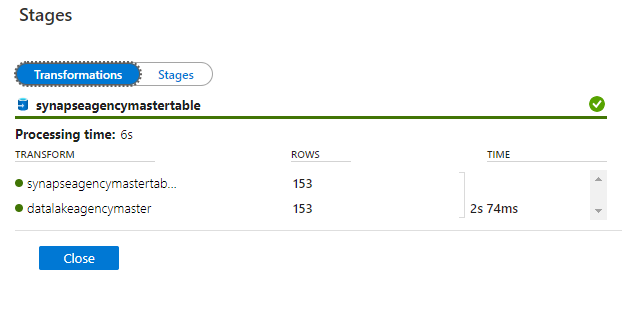 Stages
Transformations Stages
synapseagencymastertable
Processing time: 6s
TRANSFORM ROWS TIME
synapseagencymastertab... 153
datalakeagencymaster 153 2s 74ms
Close